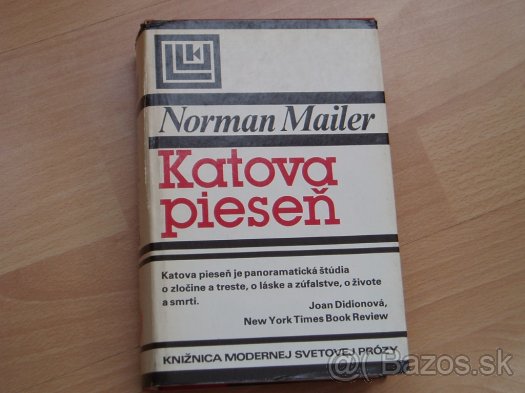 LLK
Norman Mailer
Katova
pieseň
Katova pieseň je panoramatická štúdia
o zločine a treste, o láske a zúfalstve, o živote
a smrti.
Joan Didionová,
New York Times Book Review
KNIŽNICA MODERNEJ SVETOVEJ PRÓZY
@( Bazos.sk